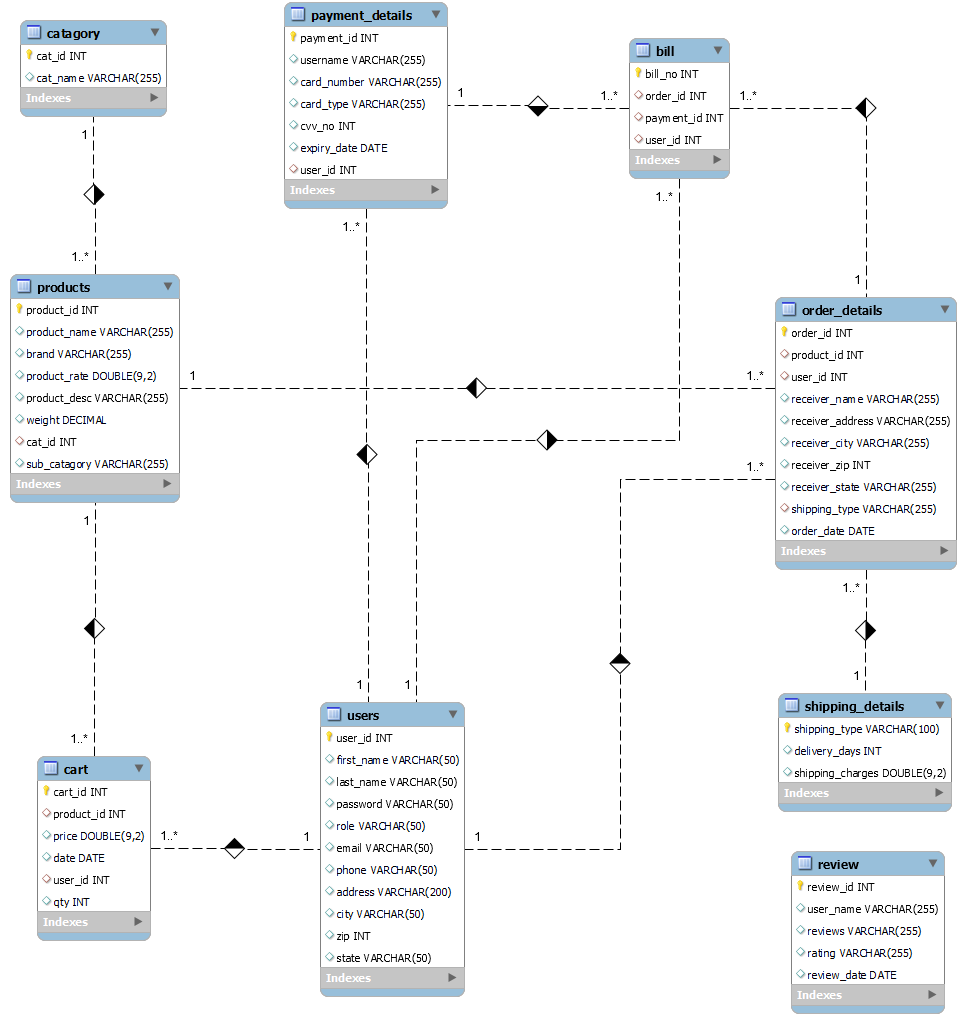 catagory
cat_id INT
cat_name VARCHAR(255)
Indexes
1
1..*
payment_details
payment_id INT
username VARCHAR(255)
card_number VARCHAR(255)
card_type VARCHAR(255)
cvv_no INT
expiry_date DATE
user_id INT
Indexes
1
1..*
1..*
bill
bill_no INT
order_id INT
payment_id INT
user_id INT
Indexes
1..*
1..*
1
products
product_id INT
product_name VARCHAR(255)
brand VARCHAR(255)
product_rate DOUBLE(9,2)
product_desc VARCHAR(255)
weight DECIMAL
cat_id INT
sub_catagory VARCHAR(255)
Indexes
1
1..*
1
1..*
order_details
order_id INT
product_id INT
user_id INT
receiver_name VARCHAR(255)
receiver_address VARCHAR(255)
receiver_city VARCHAR(255)
receiver_zip INT
receiver_state VARCHAR(255)
shipping_type VARCHAR(255)
order_date DATE
Indexes
1..*
1..*
1
1
1
users
user_id INT
first_name VARCHAR(50)
last_name VARCHAR(50)
password VARCHAR(50)
role VARCHAR(50)
email VARCHAR(50)
phone VARCHAR(50)
address VARCHAR(200)
city VARCHAR(50)
zip INT
state VARCHAR(50)
Indexes
1
1
shipping_details
shipping_type VARCHAR(100)
delivery_days INT
shipping_charges DOUBLE(9,2)
Indexes
cart
cart_id INT
product_id INT
price DOUBLE(9,2)
date DATE
user_id INT
qty INT
Indexes
1..*
review
review_id INT
user_name VARCHAR(255)
reviews VARCHAR(255)
rating VARCHAR(255)
review_date DATE
Indexes